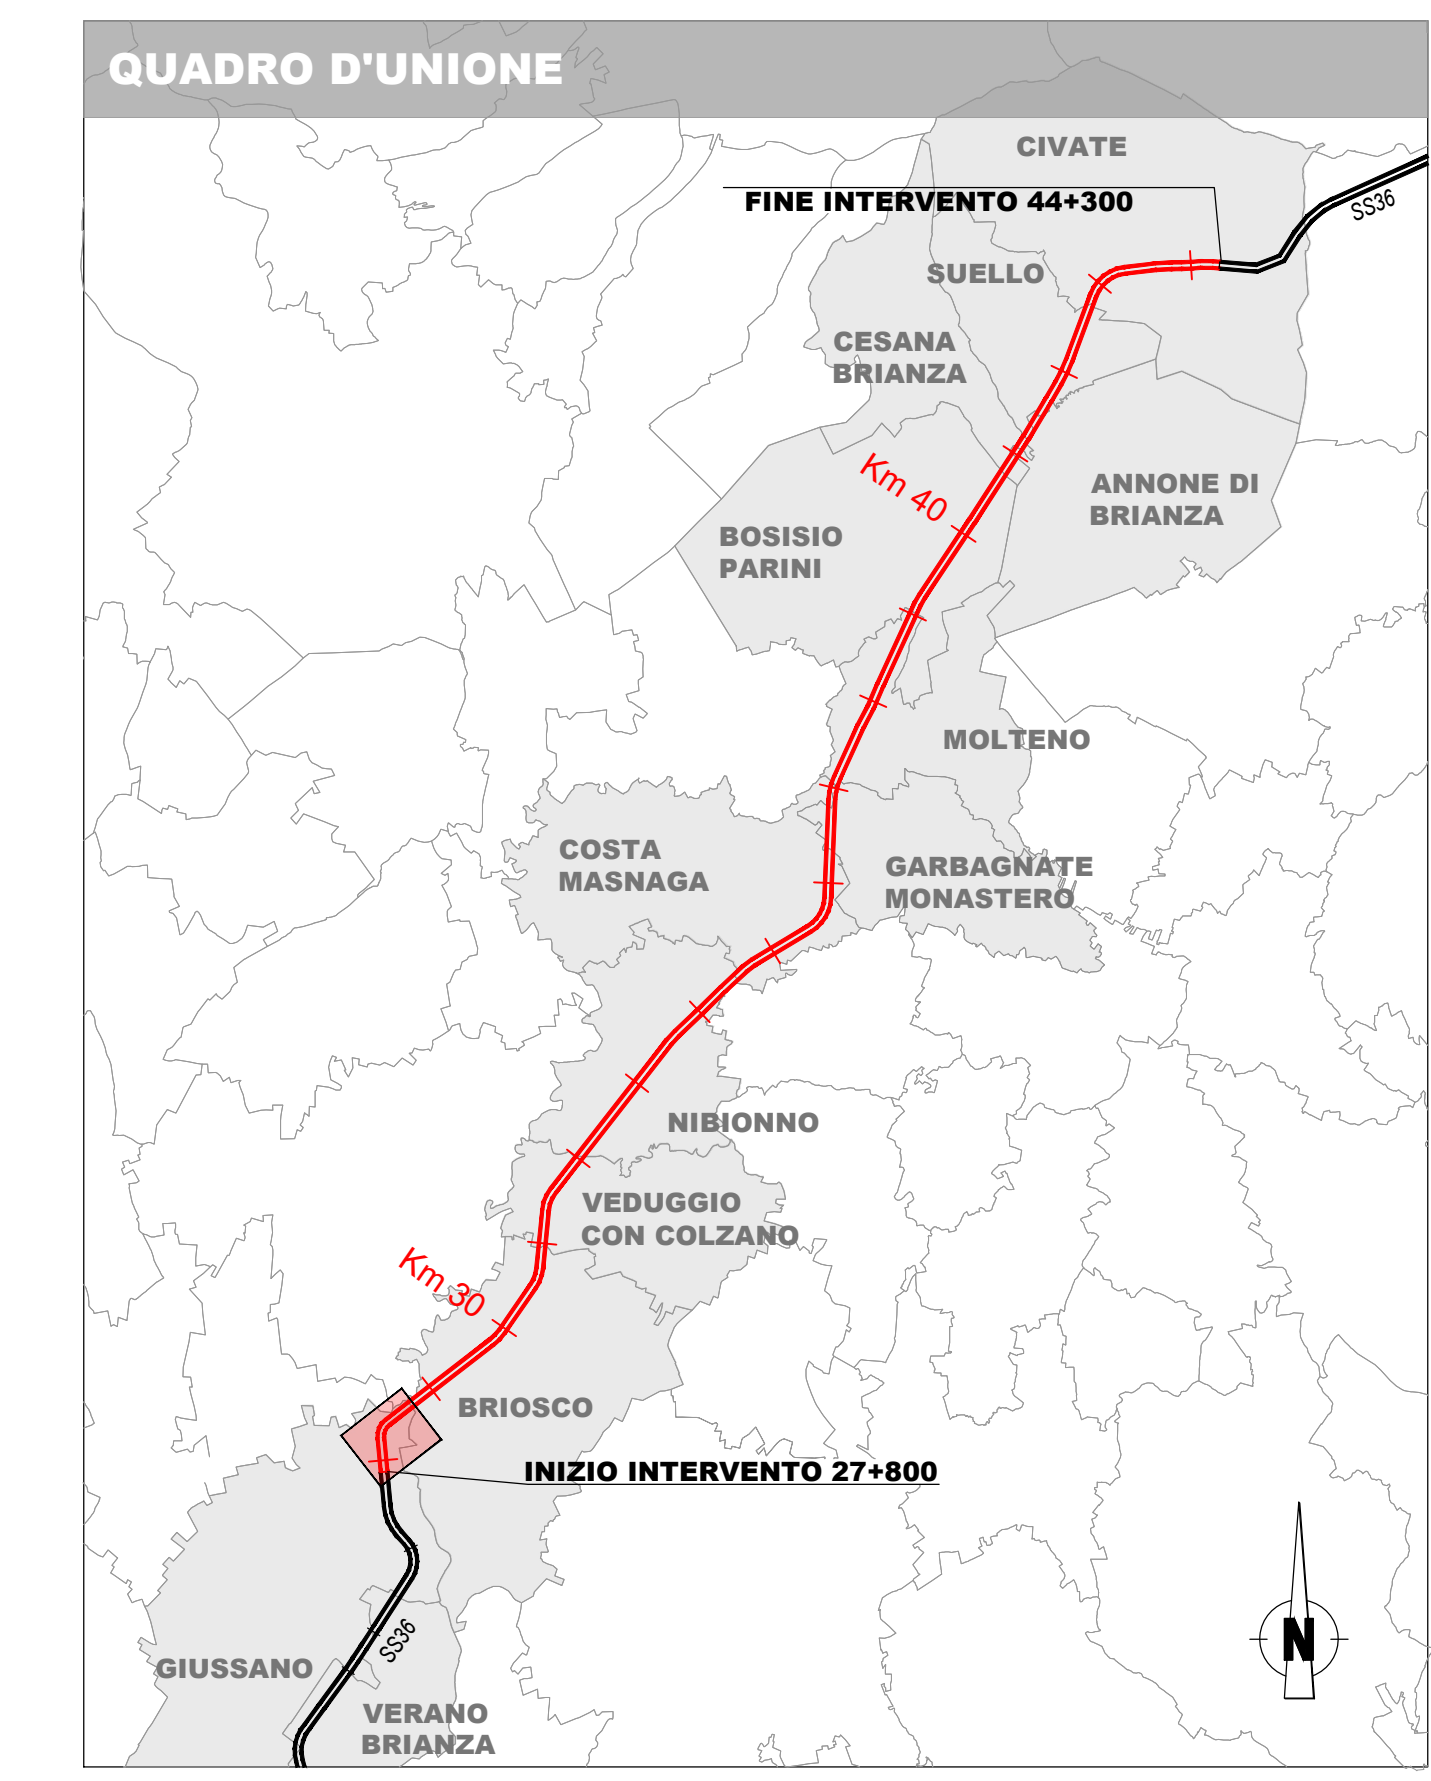 QUADRO D'UNIONE
CIVATE
FINE INTERVENTO 44+300
SS36
SUELLO
CESANA
BRIANZA
Km 40
ANNONE DI
BRIANZA
BOSISIO
PARINI
MOLTENO
COSTA
MASNAGA
GARBAGNATE
MONASTERO
NIBIONNO
VEDUGGIO
CON COLZANO
Km 30
BRIOSCO
INIZIO INTERVENTO 27+800
SS36
GIUSSANO
VERANO
BRIANZA
N